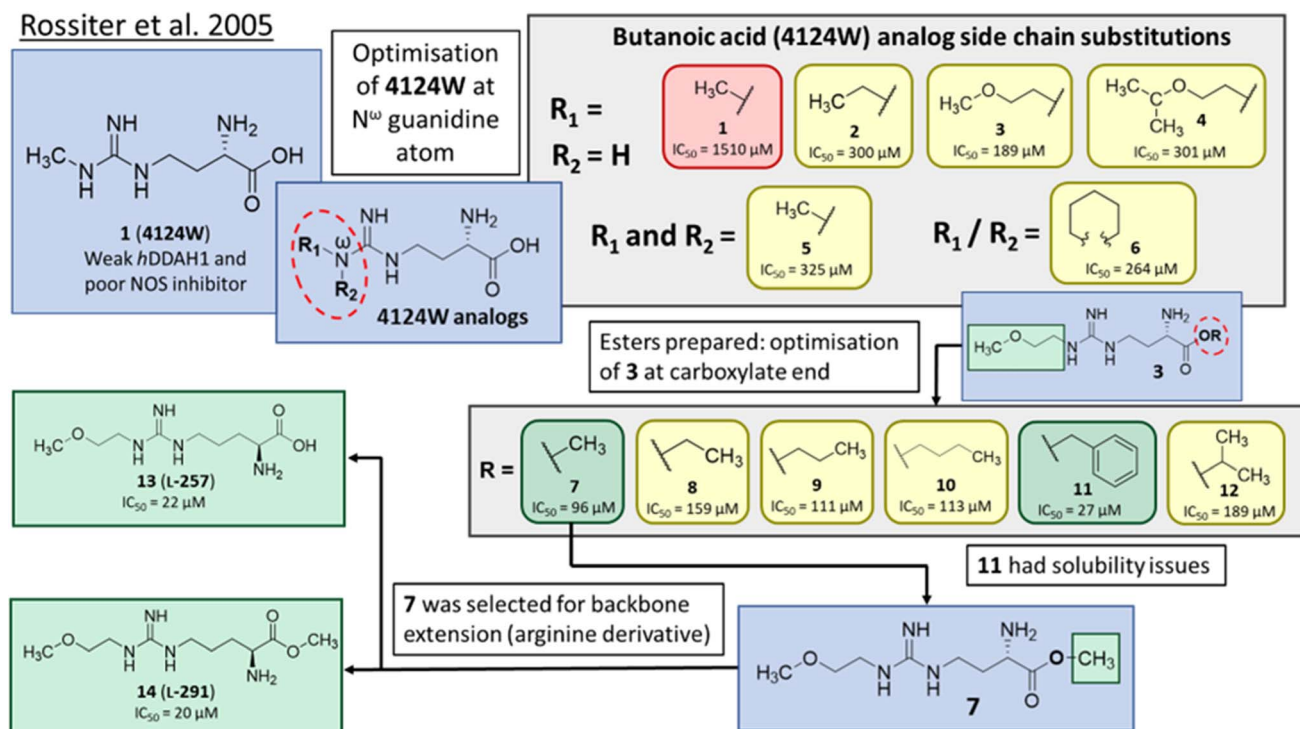 Rossiter et al. 2005
H₃C
N
H
NH
N
H
NH₂
OH
O
1 (4124W)
Weak hDDAH1 and
poor NOS inhibitor
Optimisation
of 4124W at
Nω guanidine
atom
R₁
ω
N
R₂
NH
N
H
NH₂
OH
O
4124W analogs
Butanoic acid (4124W) analog side chain substitutions
R₁ =
R₂ = H
H₃C
1
IC₅₀ = 1510 μM
H₃C
2
IC₅₀ = 300 μM
H₃C
O
3
IC₅₀ = 189 μM
CH₃
H₃C
O
4
IC₅₀ = 301 μM
R₁ and R₂ =
H₃C
5
IC₅₀ = 325 μM
R₁ / R₂ =
6
IC₅₀ = 264 μM
Esters prepared: optimisation
of 3 at carboxylate end
H₃C
O
N
H
NH
N
H
NH₂
OR
O
3
R =
CH₃
7
IC₅₀ = 96 μM
CH₃
8
IC₅₀ = 159 μM
CH₃
9
IC₅₀ = 111 μM
CH₃
10
IC₅₀ = 113 μM
11
IC₅₀ = 27 μM
CH₃
CH₃
12
IC₅₀ = 189 μM
11 had solubility issues
H₃C
O
N
H
NH
N
H
O
OH
NH₂
13 (L-257)
IC₅₀ = 22 μM
7 was selected for backbone
extension (arginine derivative)
H₃C
O
N
H
NH
N
H
O
O
CH₃
NH₂
14 (L-291)
IC₅₀ = 20 μM
H₃C
O
N
H
NH
N
H
NH₂
O
CH₃
O
7